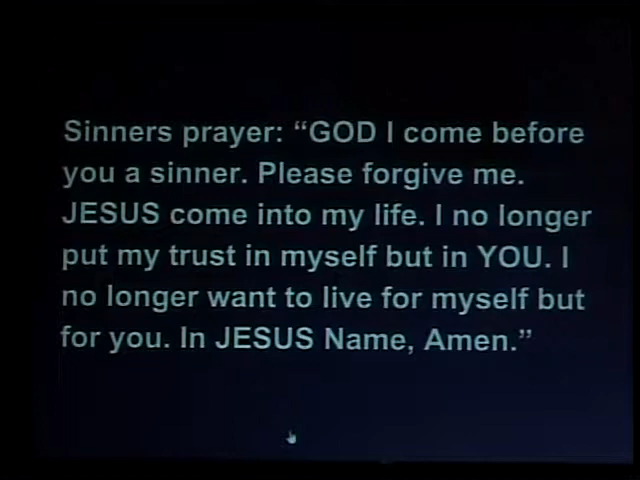 Sinners prayer: “GOD I come before
you a sinner. Please forgive me.
JESUS come into my life. I no longer
put my trust in myself but in YOU. I
no longer want to live for myself but
for you. In JESUS Name, Amen.”